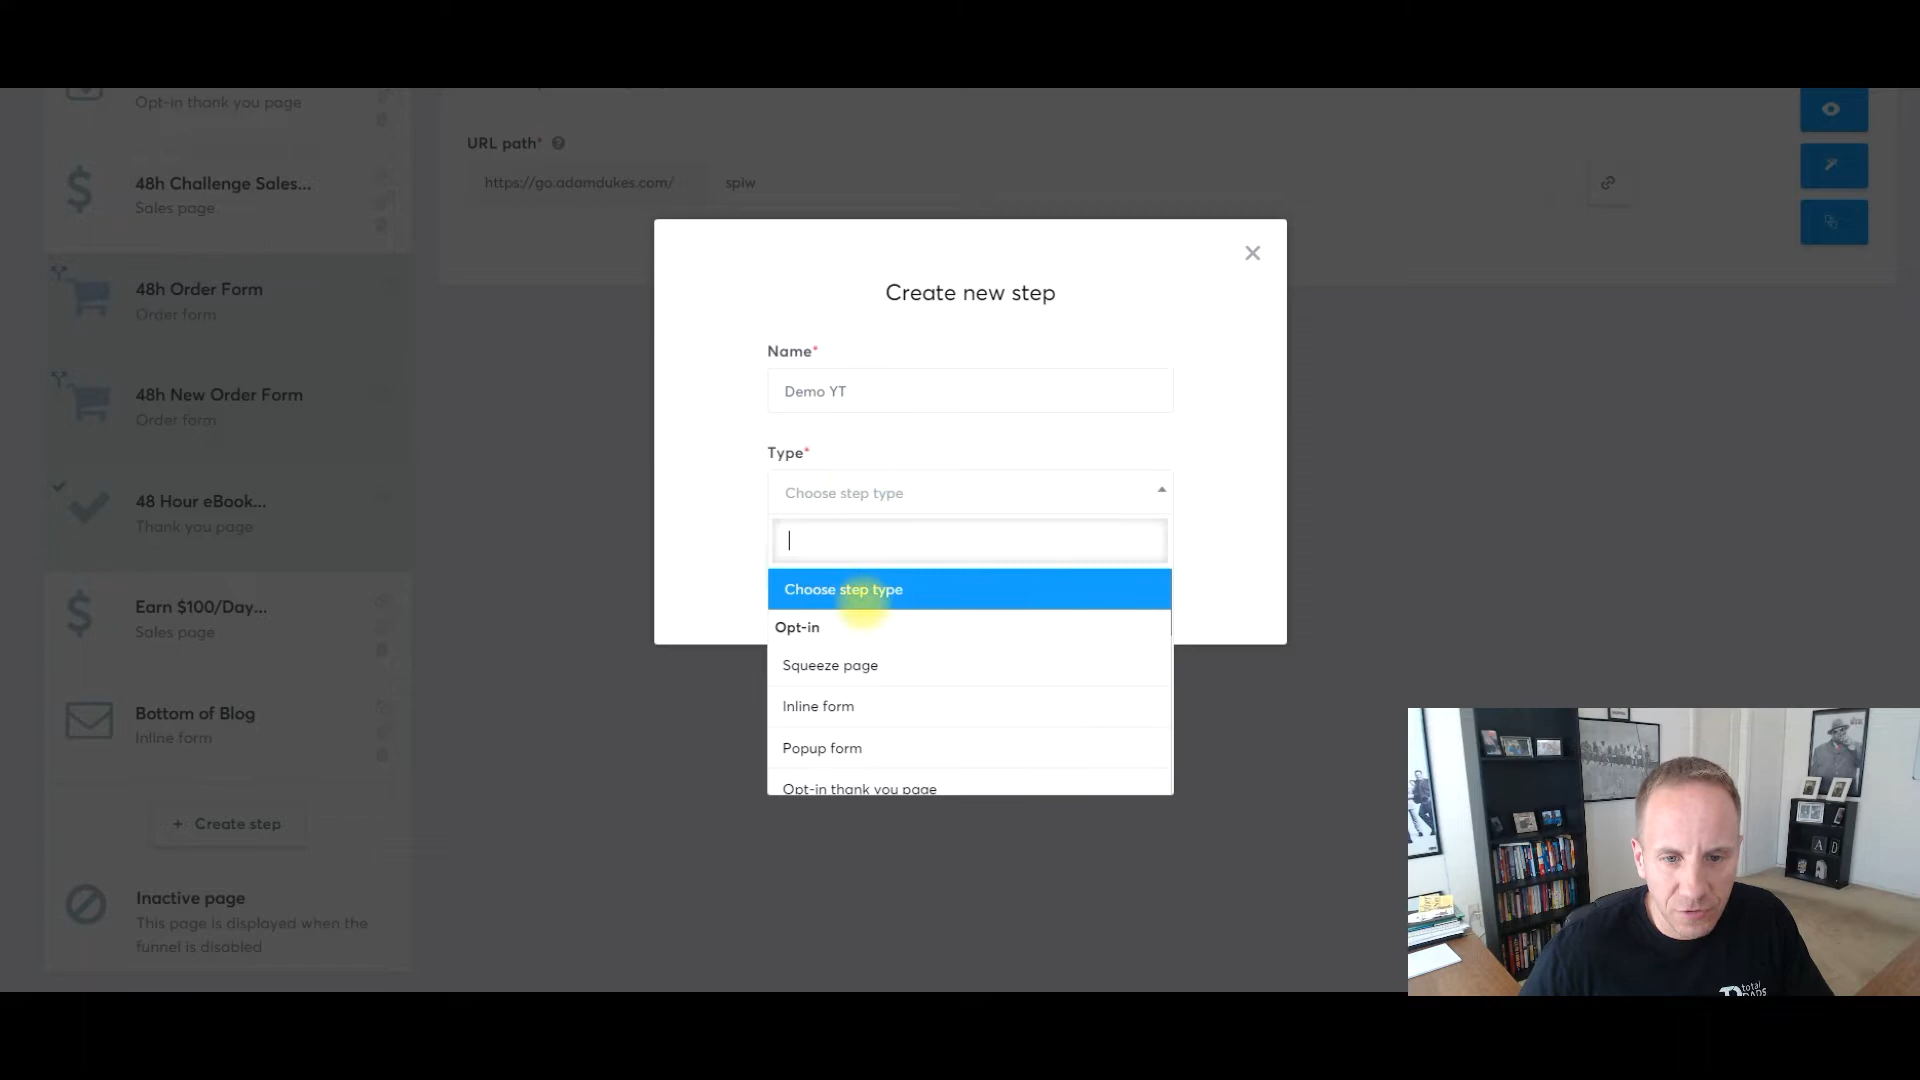 Opt-in thank you page
48h Challenge Sales...
Sales page
48h Order Form
Order form
48h New Order Form
Order form
48 Hour eBook...
Thank you page
Earn $100/Day...
Sales page
Bottom of Blog
Inline form
+ Create step
Inactive page
This page is displayed when the
funnel is disabled
URL path*
https://go.adamdukes.com/
spiw
Create new step
Name*
Demo YT
Type*
Choose step type
Choose step type
Opt-in
Squeeze page
Inline form
Popup form
Opt-in thank you page
A D
total
DADS